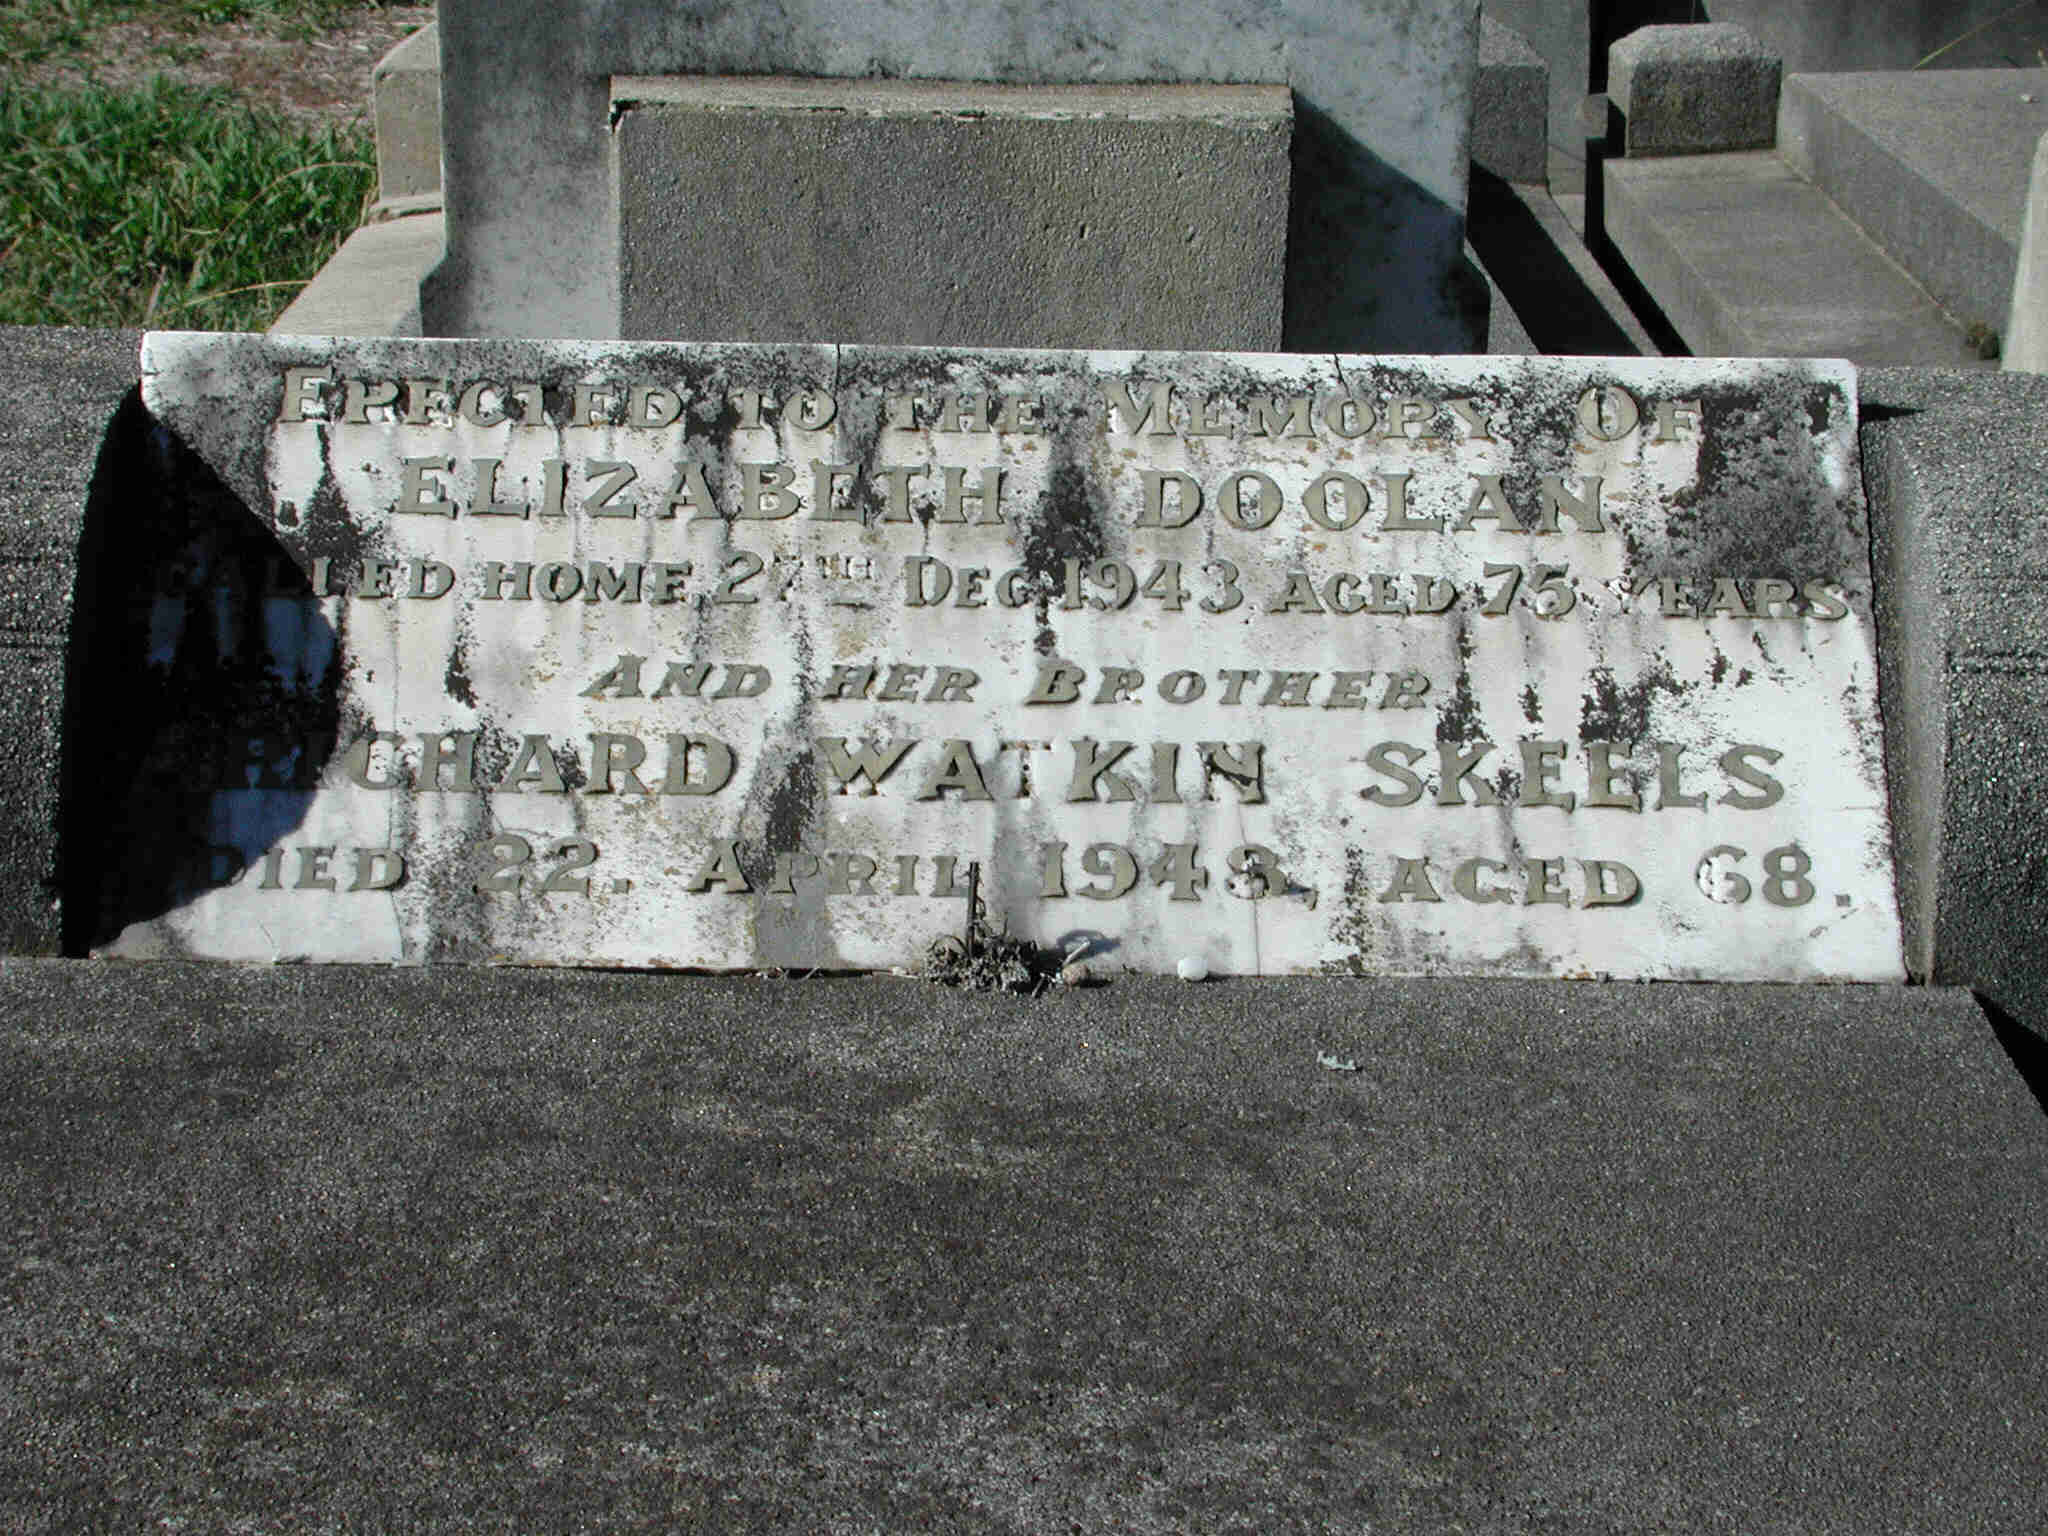 ERECTED TO THE MEMORY OF
ELIZABETH DOOLAN
CALLED HOME 27TH DEC 1943 AGED 75 YEARS
AND HER BROTHER
RICHARD WATKIN SKEELS
DIED 22. APRIL 1948, AGED 68.